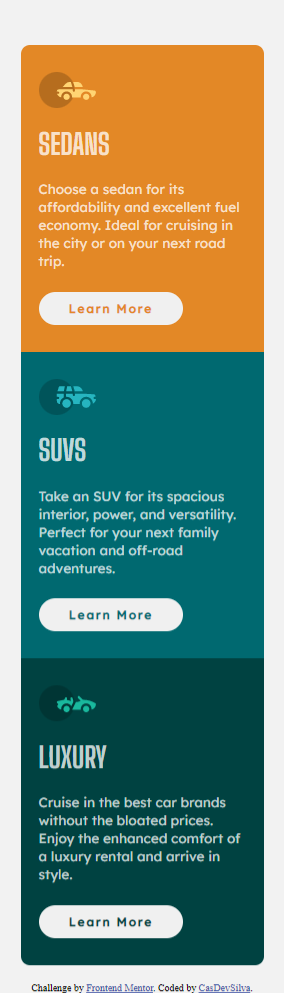 SEDANS
Choose a sedan for its
affordability and excellent fuel
economy. Ideal for cruising in
the city or on your next road
trip.
Learn More
SUVS
Take an SUV for its spacious
interior, power, and versatility.
Perfect for your next family
vacation and off-road
adventures.
Learn More
LUXURY
Cruise in the best car brands
without the bloated prices.
Enjoy the enhanced comfort of
a luxury rental and arrive in
style.
Learn More
Challenge by Frontend Mentor. Coded by CasDevSilva.